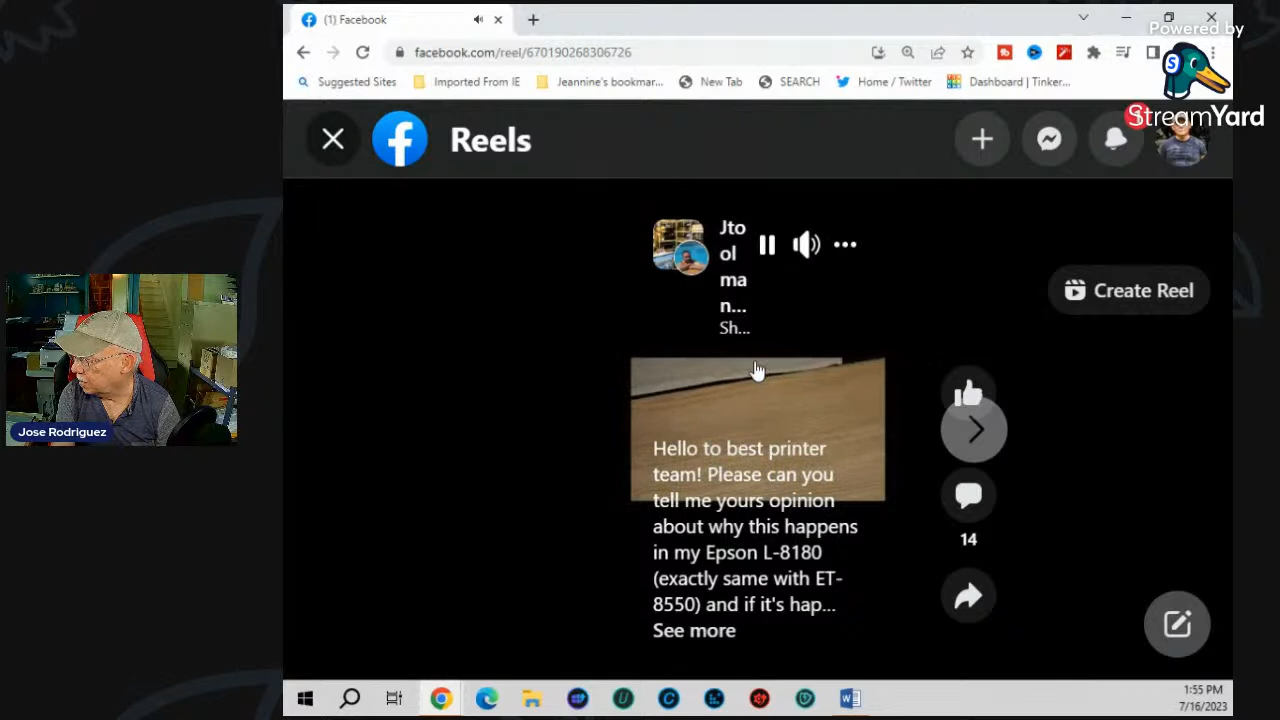 (1) Facebook
Powered by
facebook.com/reel/670190268306726
Suggested Sites
Imported From IE
Jeannine's bookmar...
New Tab
SEARCH
Home / Twitter
Dashboard | Tinker...
StreamYard
Reels
Jto
ol
ma
n...
Sh...
Create Reel
Hello to best printer
team! Please can you
tell me yours opinion
about why this happens
in my Epson L-8180
(exactly same with ET-
8550) and if it's hap...
See more
14
Jose Rodriguez
1:55 PM
7/16/2023